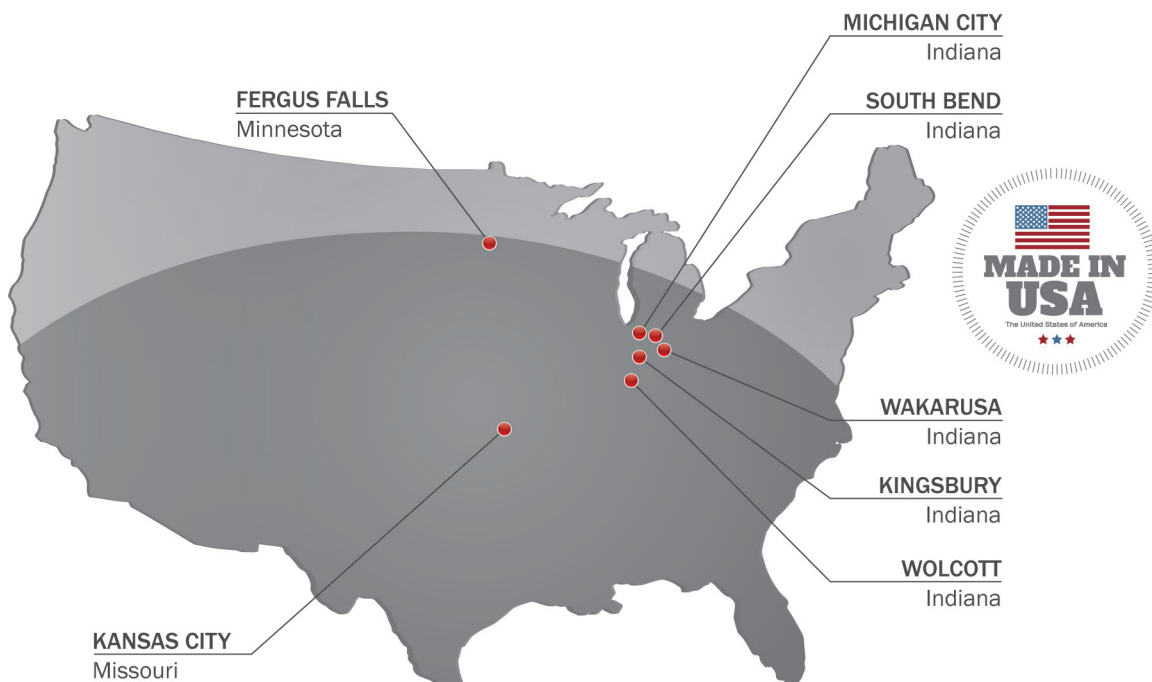 MICHIGAN CITY
Indiana
FERGUS FALLS
Minnesota
SOUTH BEND
Indiana
MADE IN
USA
The United States of America
WAKARUSA
Indiana
KINGSBURY
Indiana
WOLCOTT
Indiana
KANSAS CITY
Missouri